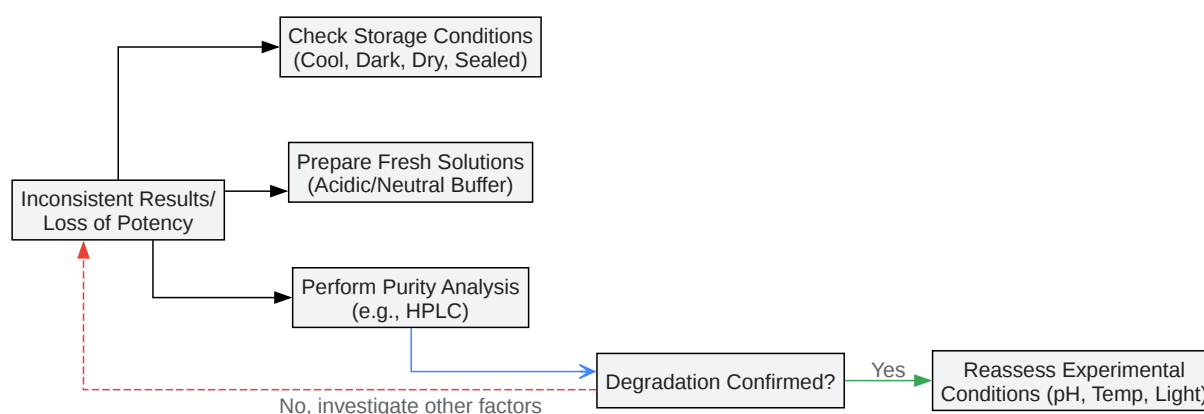 Check Storage Conditions
(Cool, Dark, Dry, Sealed)
Prepare Fresh Solutions
(Acidic/Neutral Buffer)
Inconsistent Results/
Loss of Potency
Perform Purity Analysis
(e.g., HPLC)
Degradation Confirmed?
Yes
Reassess Experimental
Conditions (pH, Temp, Light)
No, investigate other factors